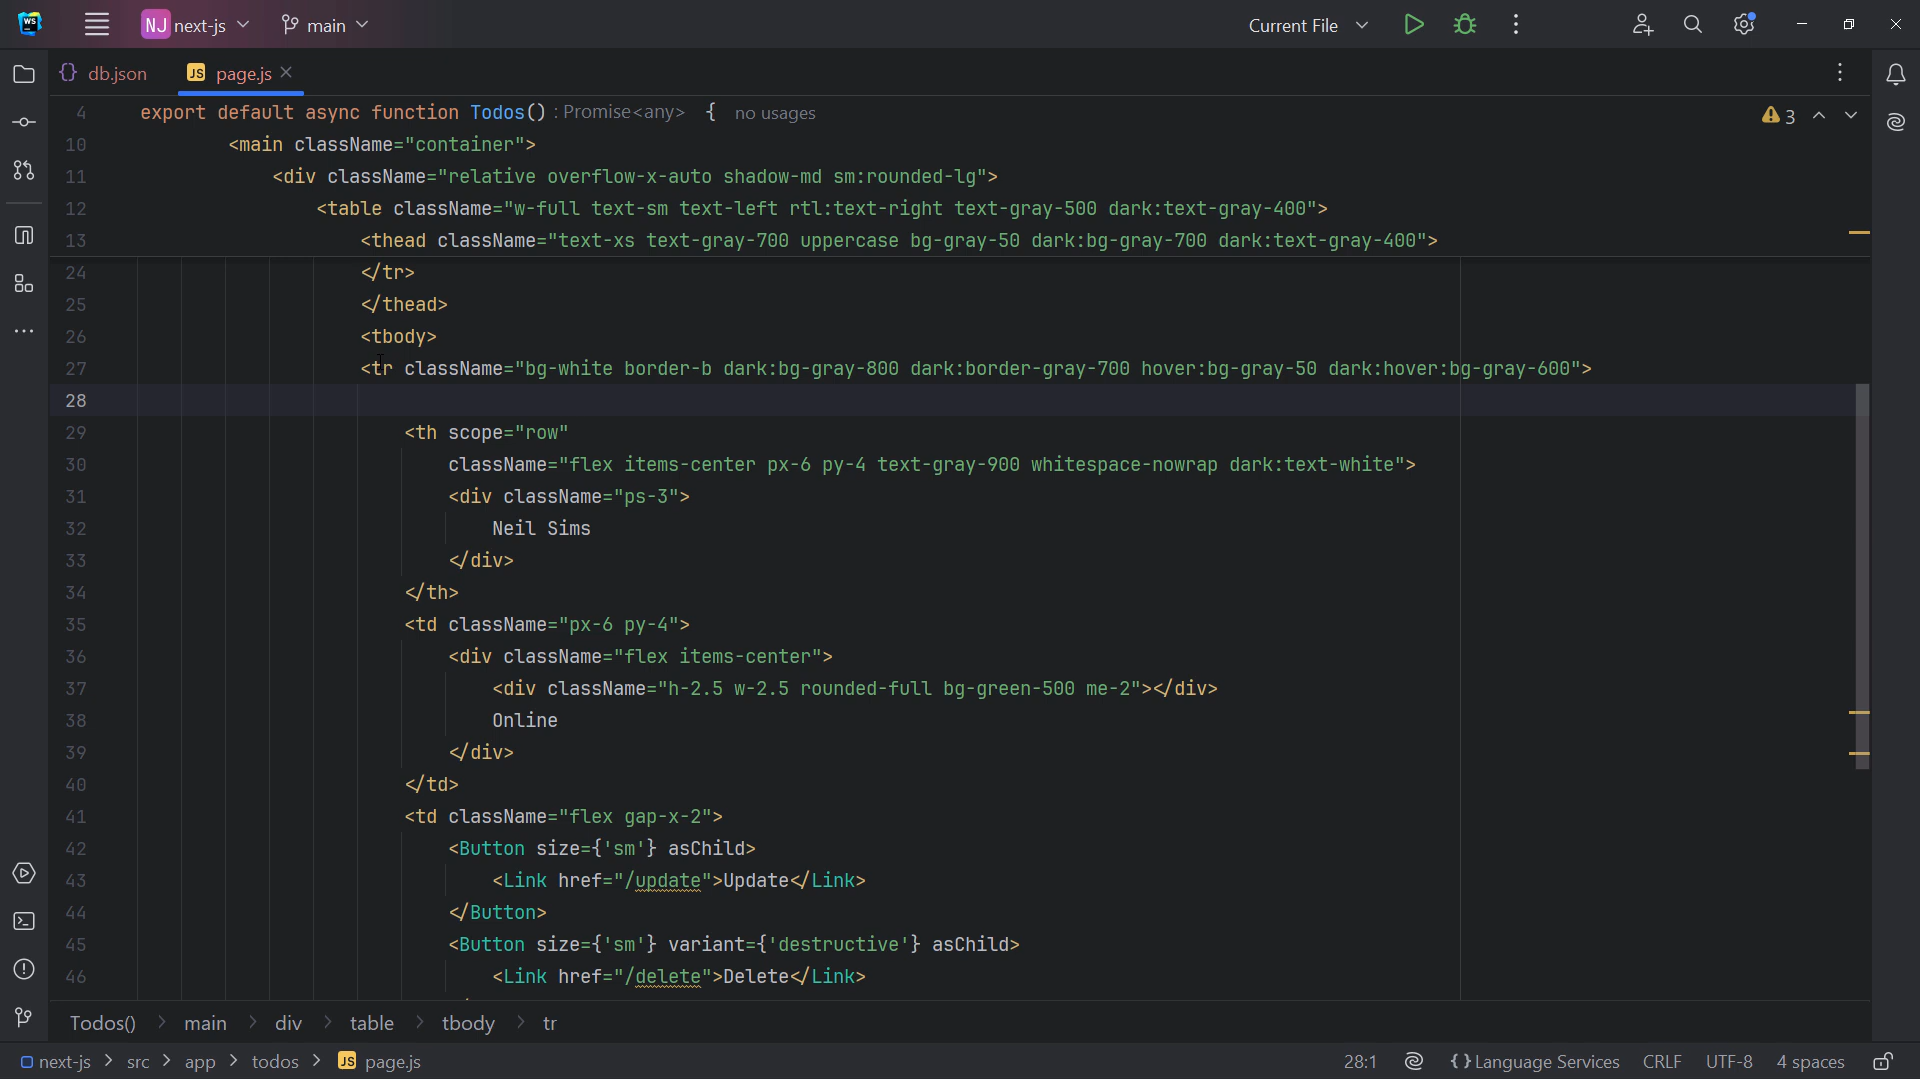 WS
NJ next-js
main
Current File
db.json
JS page.js
4 export default async function Todos() : Promise<any> { no usages
3
10 <main className="container">
11 <div className="relative overflow-x-auto shadow-md sm:rounded-lg">
12 <table className="w-full text-sm text-left rtl:text-right text-gray-500 dark:text-gray-400">
13 <thead className="text-xs text-gray-700 uppercase bg-gray-50 dark:bg-gray-700 dark:text-gray-400">
24 </tr>
25 </thead>
26 <tbody>
27 <tr className="bg-white border-b dark:bg-gray-800 dark:border-gray-700 hover:bg-gray-50 dark:hover:bg-gray-600">
28
29 <th scope="row"
30 className="flex items-center px-6 py-4 text-gray-900 whitespace-nowrap dark:text-white">
31 <div className="ps-3">
32 Neil Sims
33 </div>
34 </th>
35 <td className="px-6 py-4">
36 <div className="flex items-center">
37 <div className="h-2.5 w-2.5 rounded-full bg-green-500 me-2"></div>
38 Online
39 </div>
40 </td>
41 <td className="flex gap-x-2">
42 <Button size={'sm'} asChild>
43 <Link href="/update">Update</Link>
44 </Button>
45 <Button size={'sm'} variant={'destructive'} asChild>
46 <Link href="/delete">Delete</Link>
Todos() > main > div > table > tbody > tr
next-js > src > app > todos > JS page.js
28:1
{} Language Services
CRLF
UTF-8
4 spaces